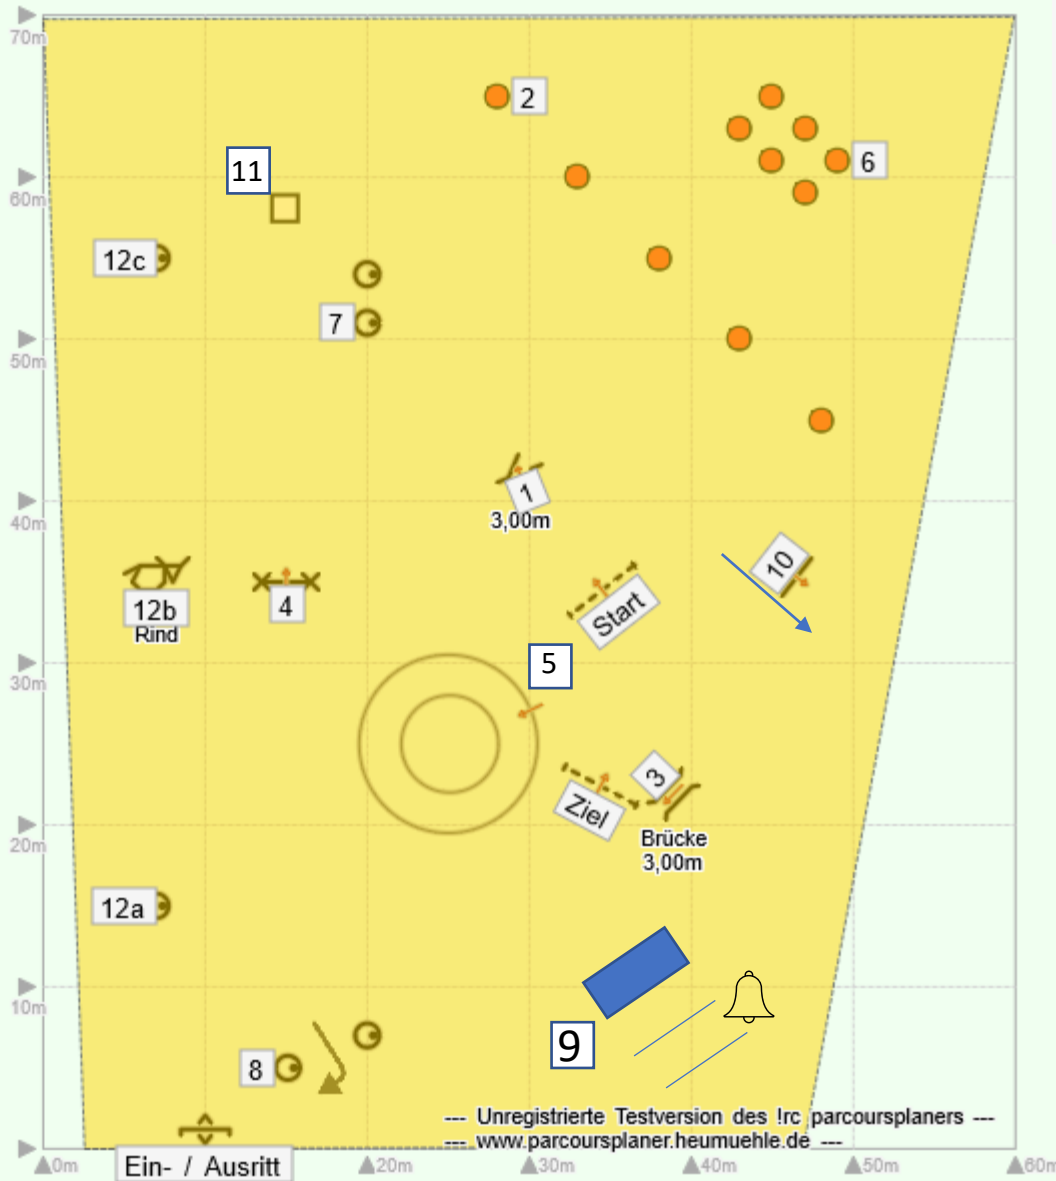 70m
2
6
11
60m
12c
7
50m
1
3,00m
40m
10
12b
Rind
4
Start
5
30m
3
Ziel
Brücke
3,00m
20m
12a
10m
9
8
--- Unregistrierte Testversion des !rc parcoursplaners ---
--- www.parcoursplaner.heumuehle.de ---
Ein- / Ausritt
0m
20m
30m
40m
50m
60m